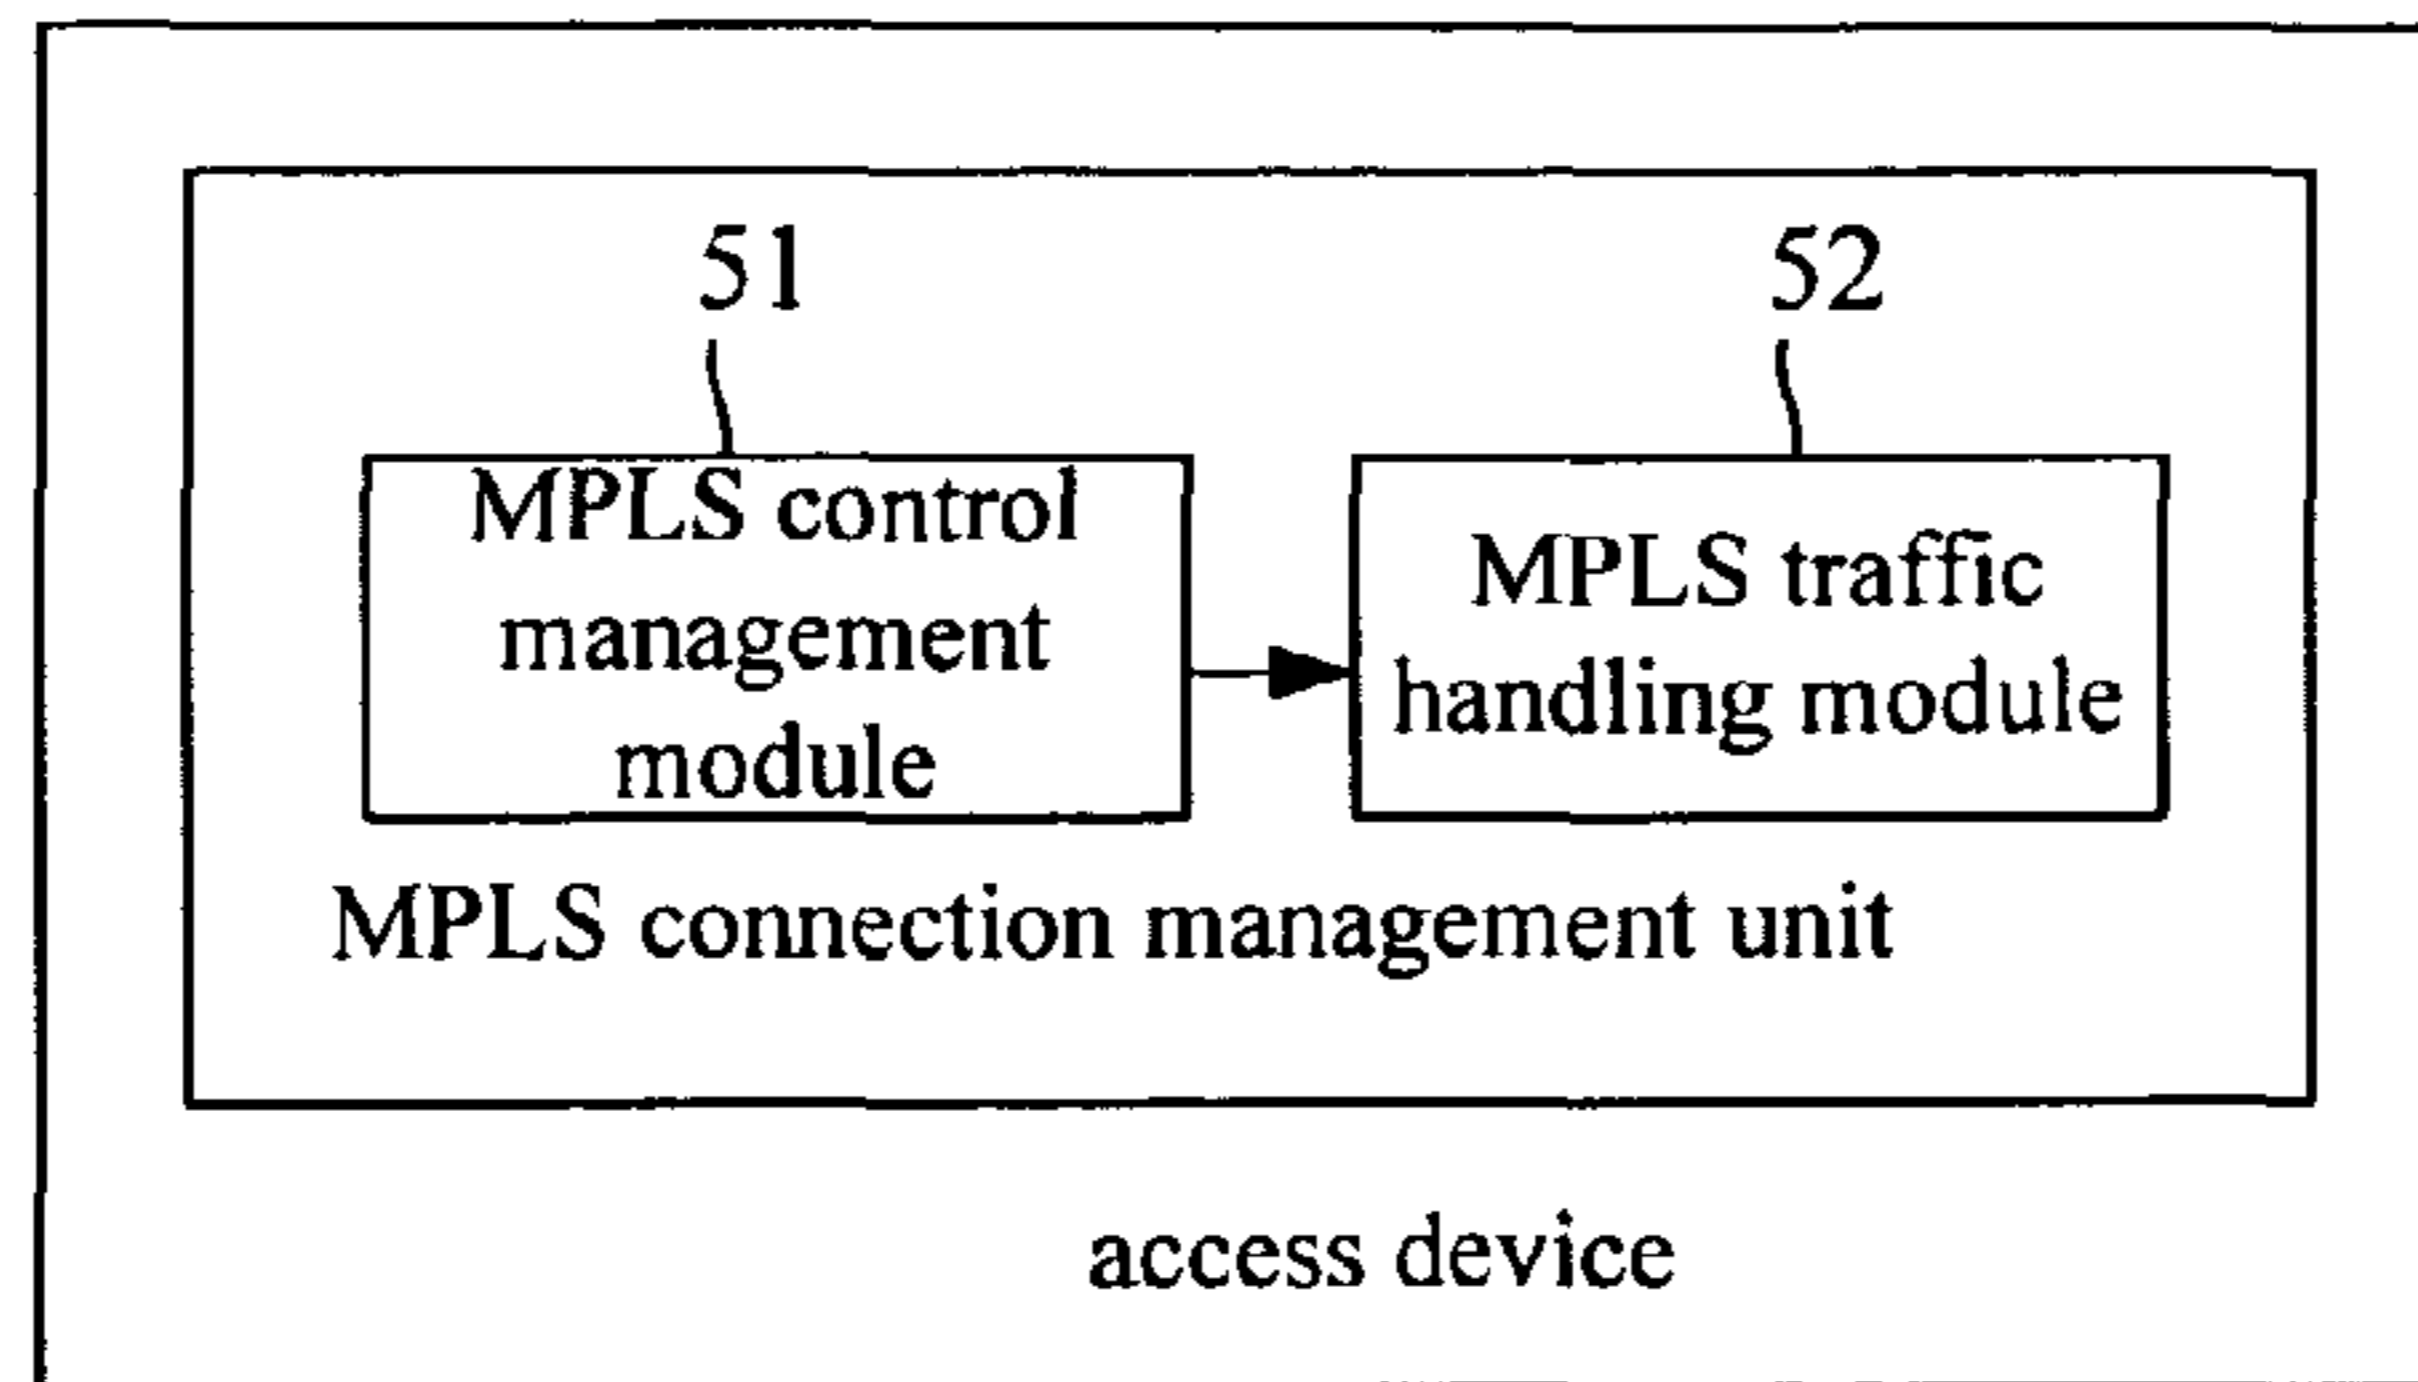 51
52
MPLS control
management
module
MPLS traffic
handling module
MPLS connection management unit
access device